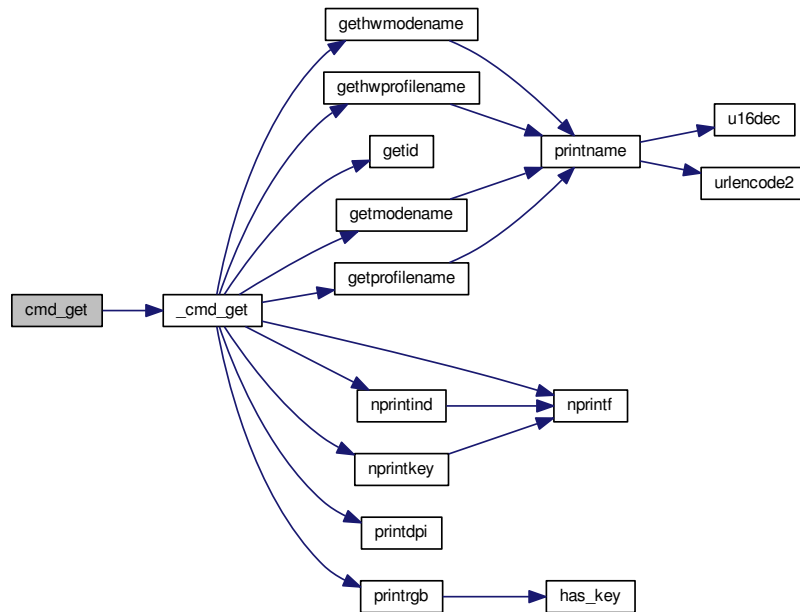 gethwmodename
gethwprofilename
getid
getmodename
getprofilename
cmd_get
_cmd_get
nprintind
nprintkey
printdpi
printrgb
printname
nprintf
has_key
u16dec
urlencode2